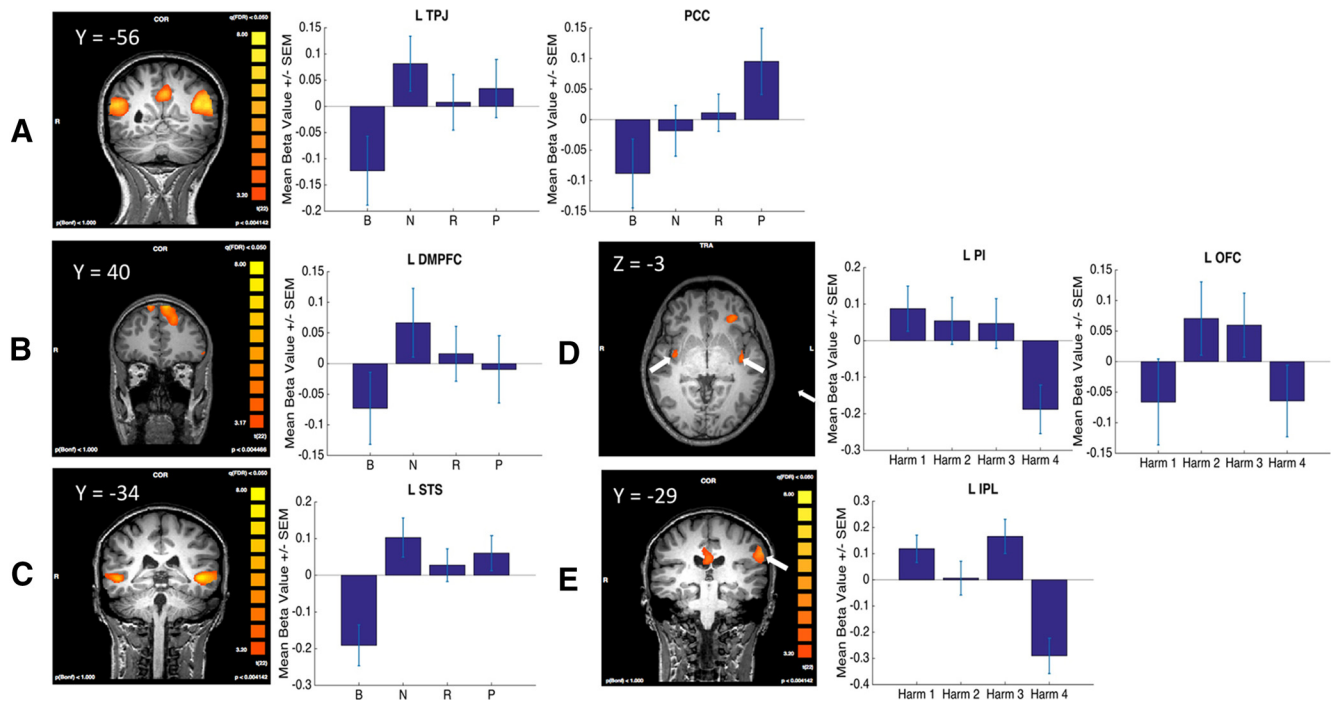 A
COR
q(FDR) < 0.050
Y = -56
8.00
R
3.20
t(22)
p(Bonf) < 1.000
p < 0.004142
L TPJ
Mean Beta Value +/- SEM
0.15
0.1
0.05
0
-0.05
-0.1
-0.15
-0.2
B N R P
PCC
Mean Beta Value +/- SEM
0.15
0.1
0.05
0
-0.05
-0.1
-0.15
B N R P
B
COR
q(FDR) < 0.050
Y = 40
8.00
R
3.17
t(22)
p(Bonf) < 1.000
p < 0.004466
L DMPFC
Mean Beta Value +/- SEM
0.15
0.1
0.05
0
-0.05
-0.1
-0.15
B N R P
C
COR
q(FDR) < 0.050
Y = -34
8.00
R
3.20
t(22)
p(Bonf) < 1.000
p < 0.004142
L STS
Mean Beta Value +/- SEM
0.2
0.1
0
-0.1
-0.2
-0.3
B N R P
D
TRA
Z = -3
R
L
L PI
Mean Beta Value +/- SEM
0.2
0.1
0
-0.1
-0.2
-0.3
Harm 1 Harm 2 Harm 3 Harm 4
L OFC
Mean Beta Value +/- SEM
0.15
0.1
0.05
0
-0.05
-0.1
-0.15
Harm 1 Harm 2 Harm 3 Harm 4
E
COR
q(FDR) < 0.050
Y = -29
8.00
R
3.20
t(22)
p(Bonf) < 1.000
p < 0.004142
L IPL
Mean Beta Value +/- SEM
0.3
0.2
0.1
0
-0.1
-0.2
-0.3
-0.4
Harm 1 Harm 2 Harm 3 Harm 4